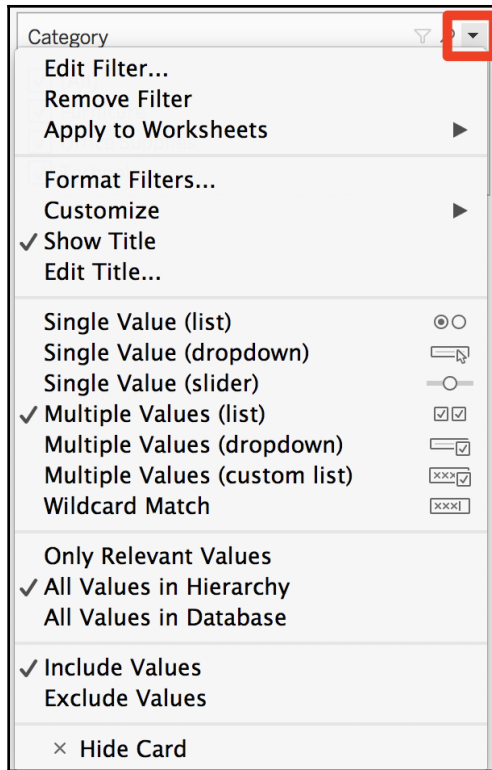 Category
Edit Filter...
Remove Filter
Apply to Worksheets
Format Filters...
Customize
Show Title
Edit Title...
Single Value (list)
Single Value (dropdown)
Single Value (slider)
Multiple Values (list)
Multiple Values (dropdown)
Multiple Values (custom list)
Wildcard Match
Only Relevant Values
All Values in Hierarchy
All Values in Database
Include Values
Exclude Values
Hide Card